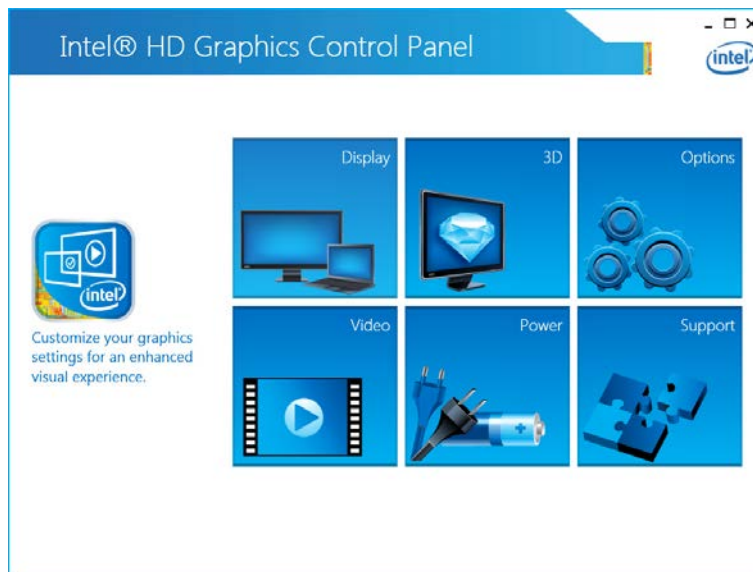 Intel® HD Graphics Control Panel
intel
Display
3D
Options
intel
Customize your graphics
settings for an enhanced
visual experience.
Video
Power
Support